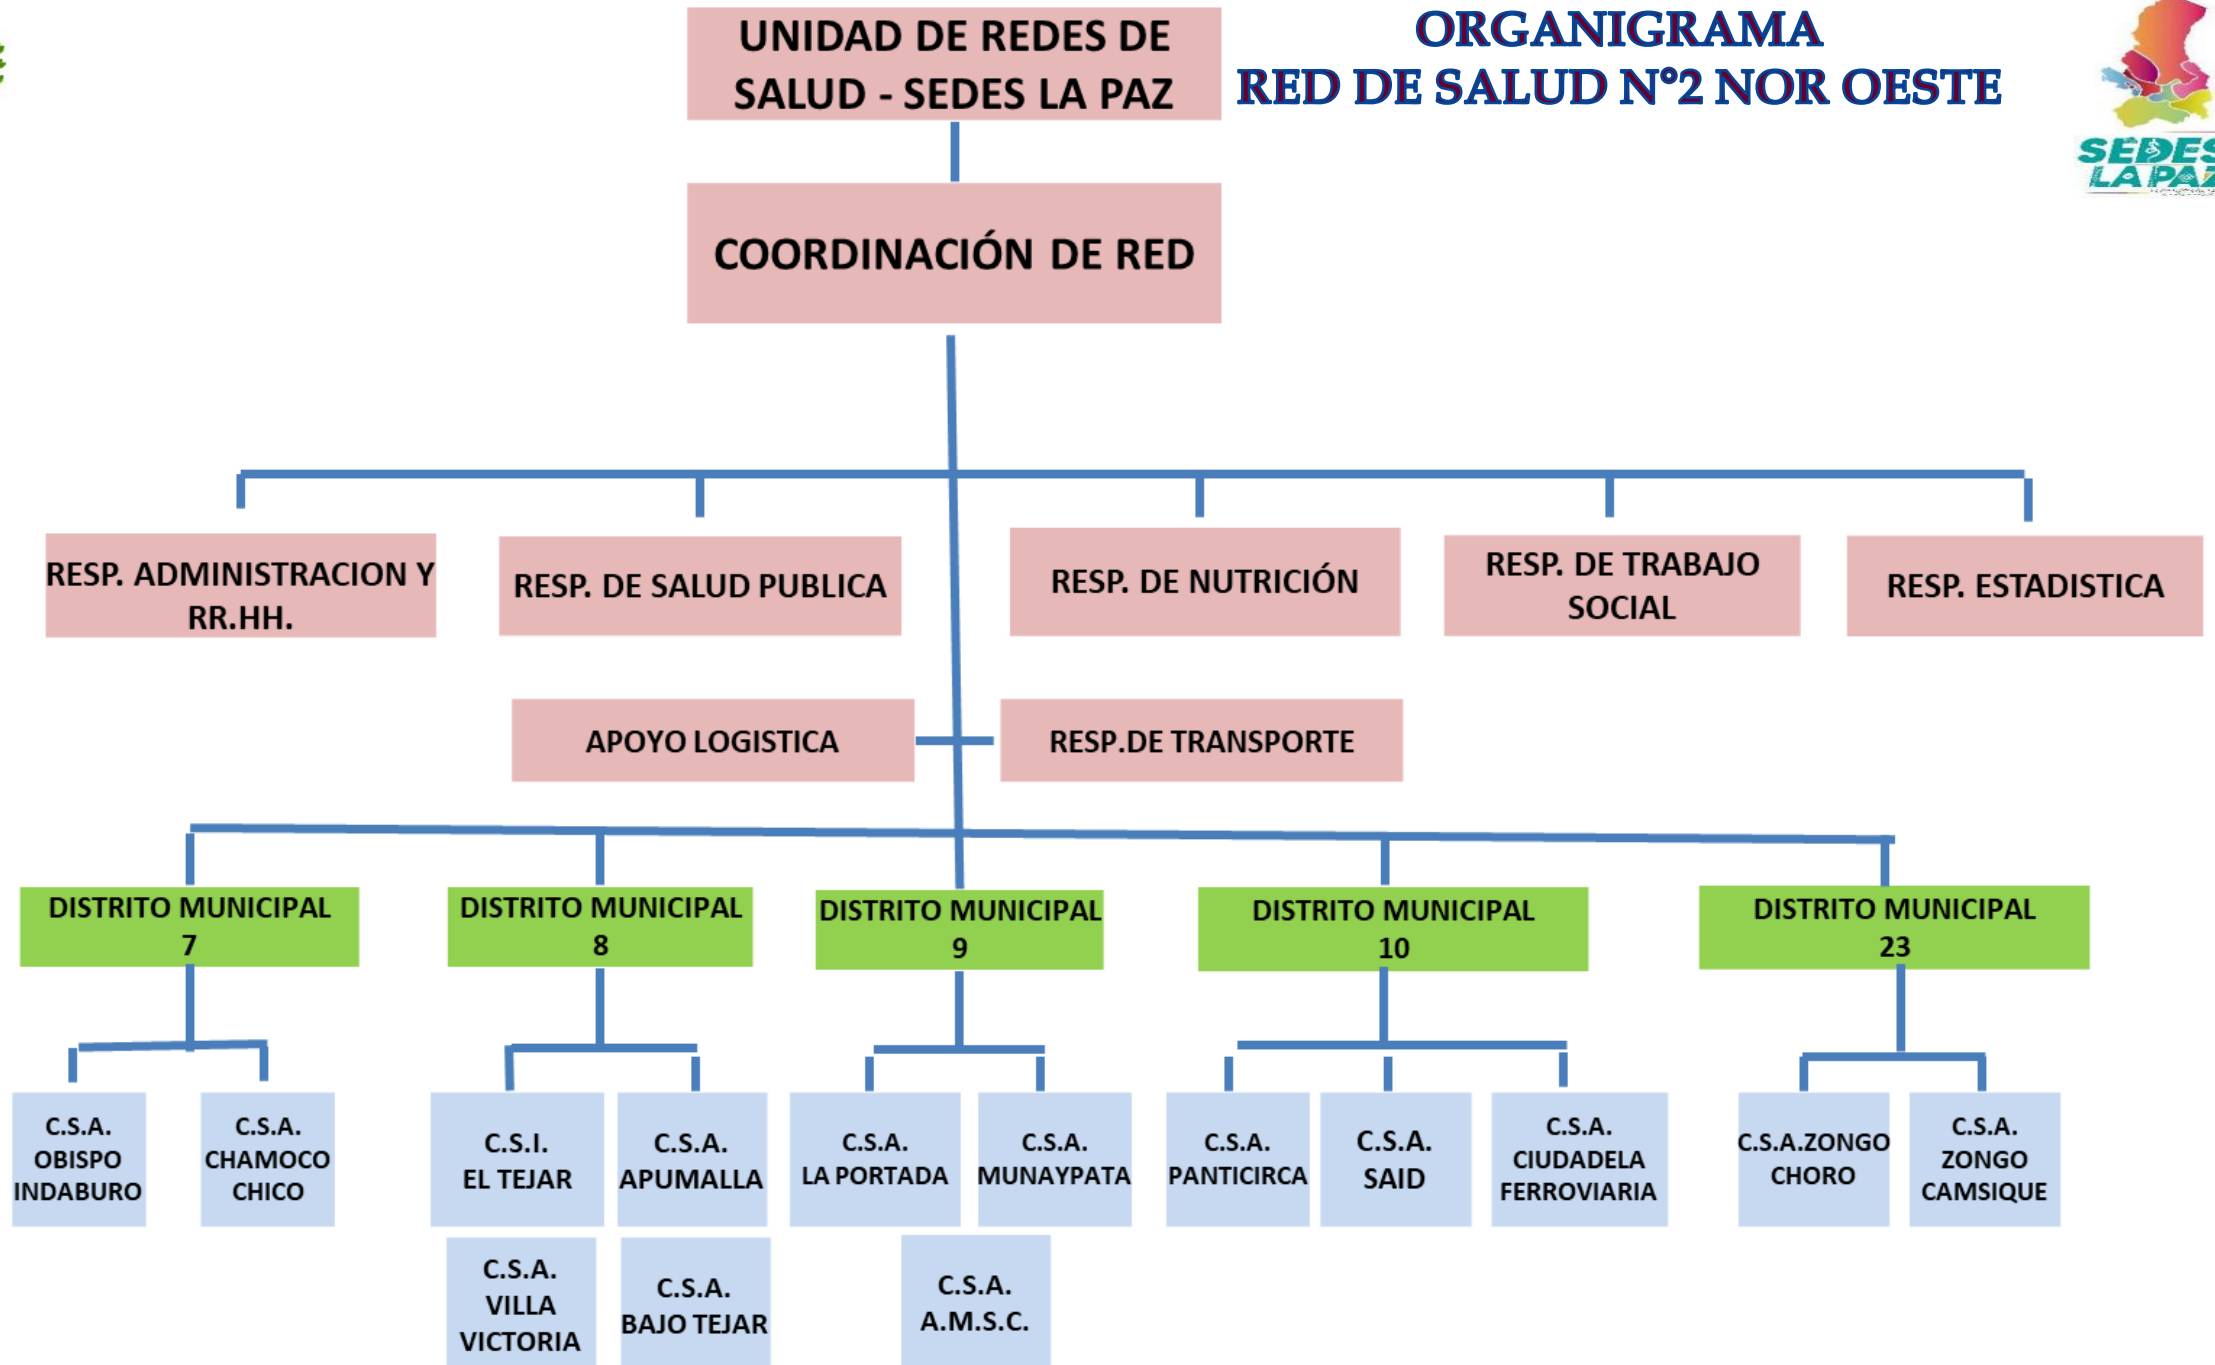 UNIDAD DE REDES DE
SALUD - SEDES LA PAZ
ORGANIGRAMA
RED DE SALUD N°2 NOR OESTE
SEDES
LA PAZ
COORDINACIÓN DE RED
RESP. ADMINISTRACION Y
RR.HH.
RESP. DE SALUD PUBLICA
RESP. DE NUTRICIÓN
RESP. DE TRABAJO
SOCIAL
RESP. ESTADISTICA
APOYO LOGISTICA
RESP.DE TRANSPORTE
DISTRITO MUNICIPAL
7
DISTRITO MUNICIPAL
8
DISTRITO MUNICIPAL
9
DISTRITO MUNICIPAL
10
DISTRITO MUNICIPAL
23
C.S.A.
OBISPO
INDABURO
C.S.A.
CHAMOCO
CHICO
C.S.I.
EL TEJAR
C.S.A.
APUMALLA
C.S.A.
LA PORTADA
C.S.A.
MUNAYPATA
C.S.A.
PANTICIRCA
C.S.A.
SAID
C.S.A.
CIUDADELA
FERROVIARIA
C.S.A.ZONGO
CHORO
C.S.A.
ZONGO
CAMSIQUE
C.S.A.
VILLA
VICTORIA
C.S.A.
BAJO TEJAR
C.S.A.
A.M.S.C.